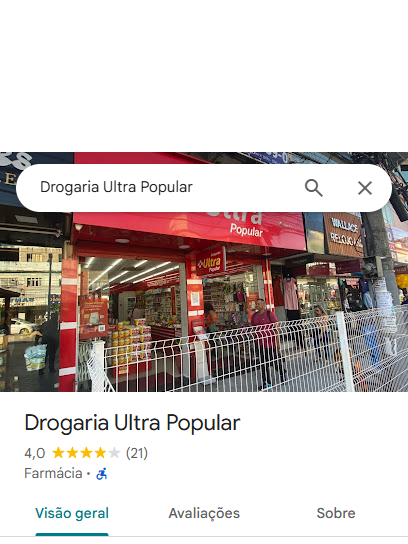 Drogaria Ultra Popular
Ultra
Popular
Ultra
Popular
WALLACE
RELOJOARIA
Drogaria Ultra Popular
4,0 (21)
Farmácia ·
Visão geral
Avaliações
Sobre